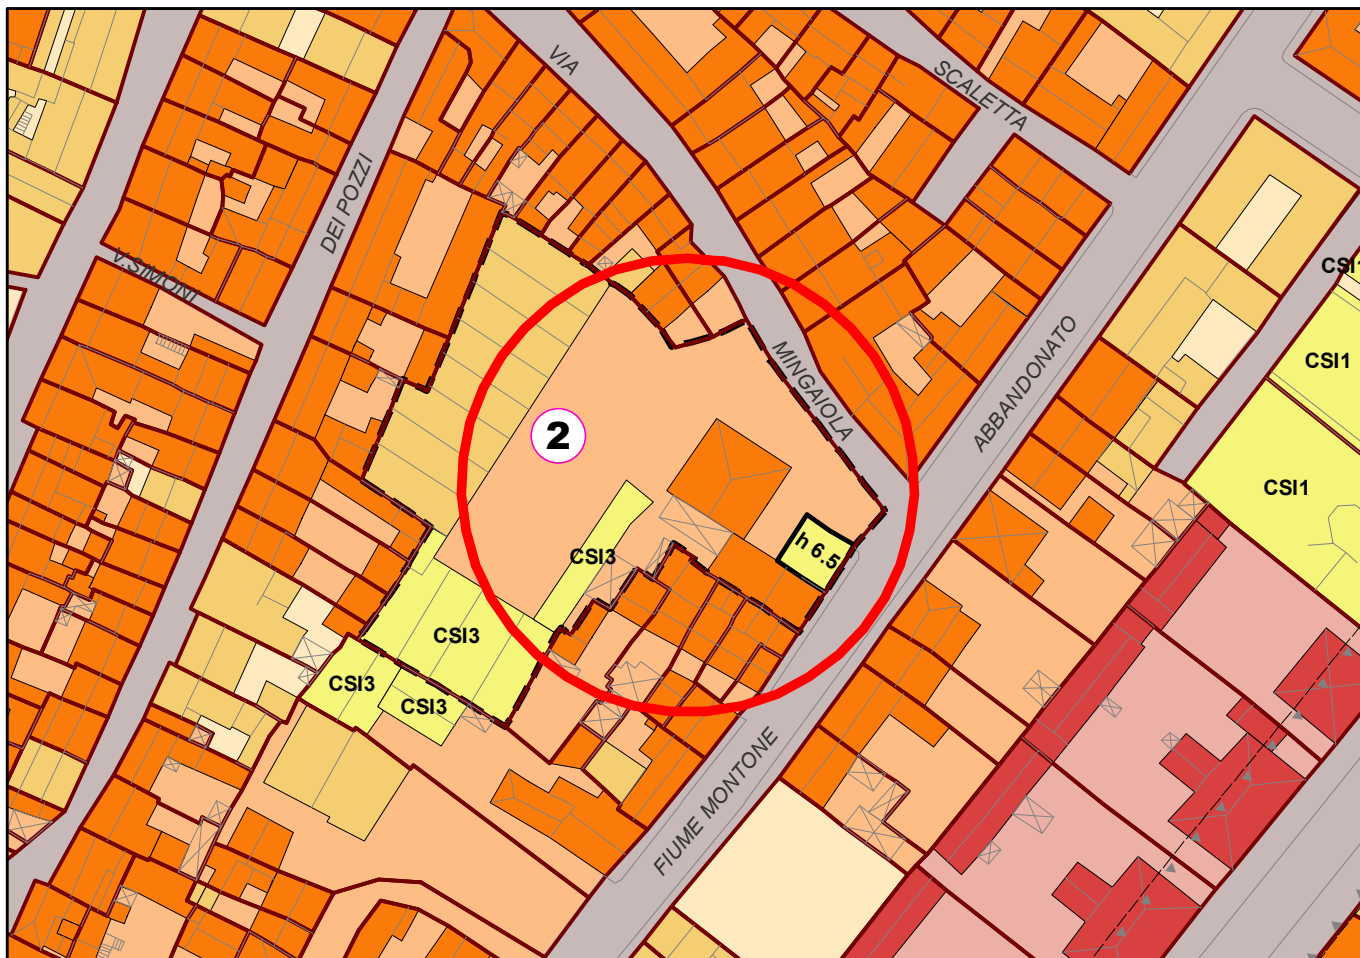 VIA
SCALETTA
DEI POZZI
V.SIMONI
CSI1
MINGAIOLA
ABBANDONATO
CSI1
2
CSI1
h 6.5
CSI3
CSI3
CSI3
CSI3
FIUME MONTONE